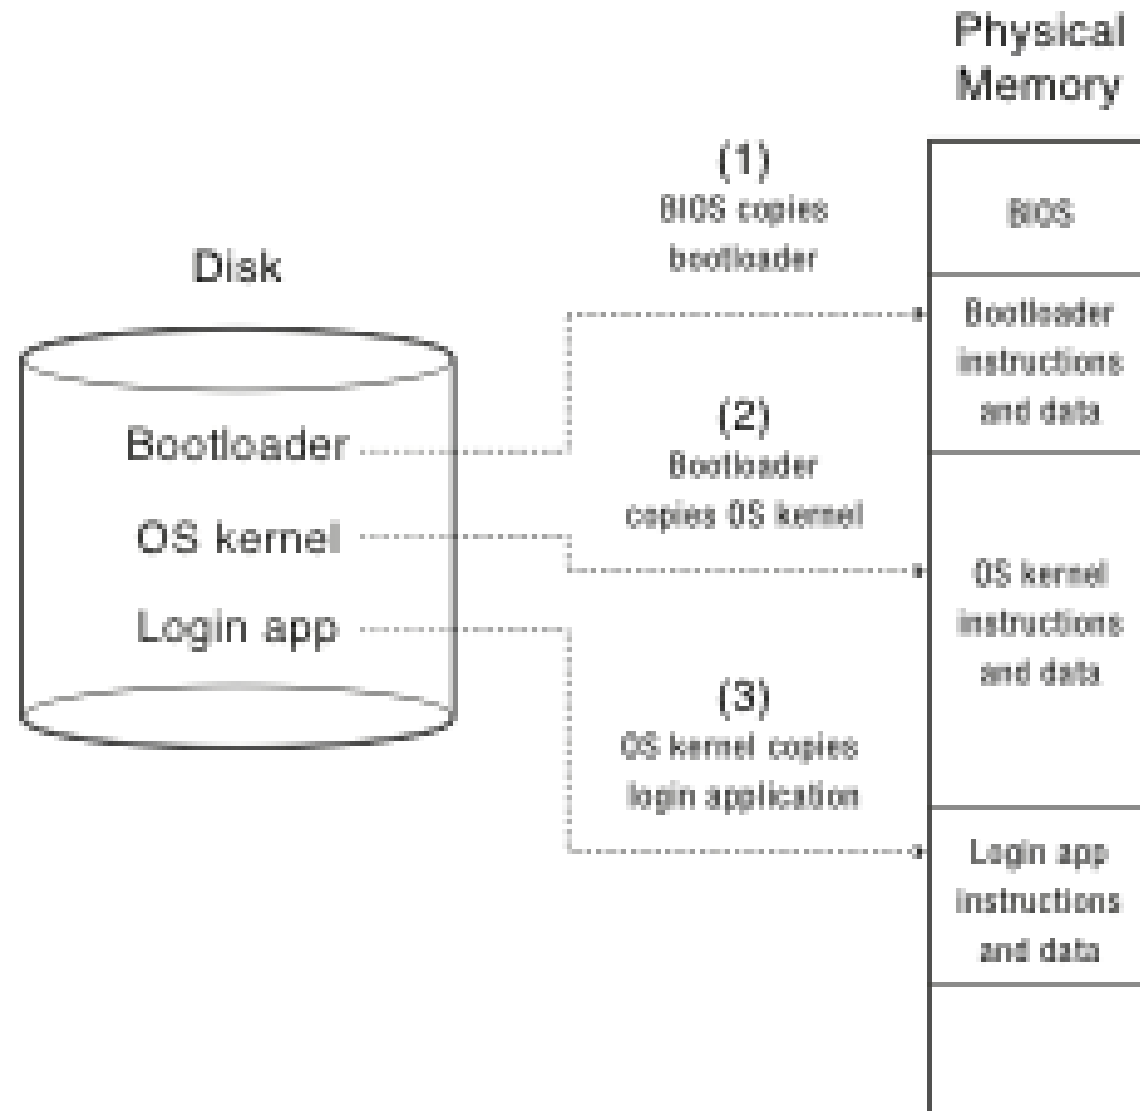 Physical
Memory
(1)
BIOS copies
bootloader
BIOS
Disk
Bootloader
instructions
and data
(2)
Bootloader
copies OS kernel
Bootloader
OS kernel
Login app
OS kernel
instructions
and data
(3)
OS kernel copies
login application
Login app
instructions
and data